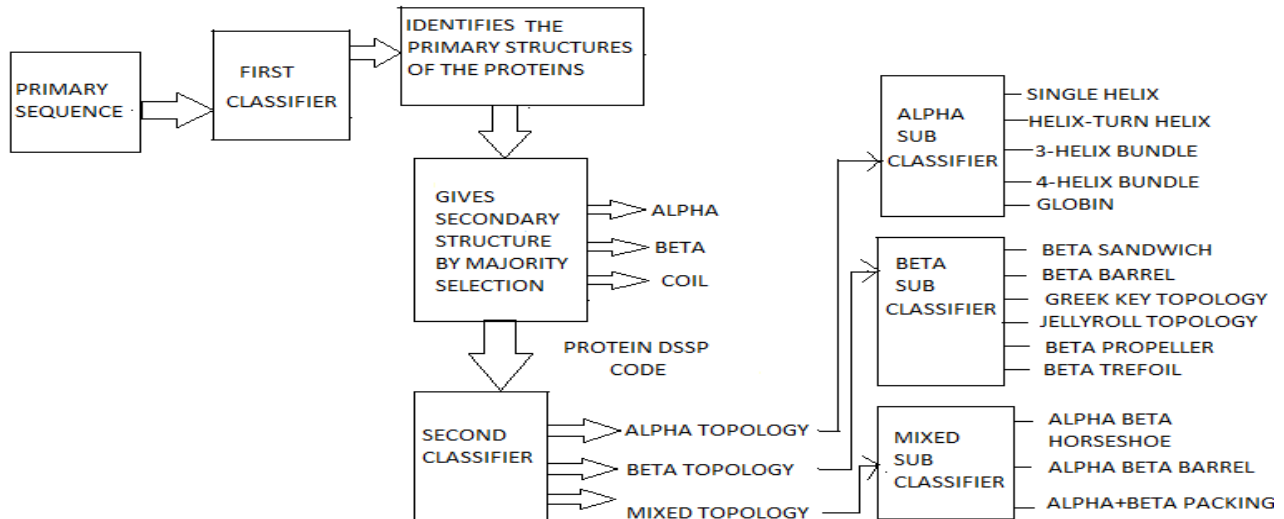 PRIMARY
SEQUENCE
FIRST
CLASSIFIER
IDENTIFIES THE
PRIMARY STRUCTURES
OF THE PROTEINS
GIVES
SECONDARY
STRUCTURE
BY MAJORITY
SELECTION
ALPHA
BETA
COIL
PROTEIN DSSP
CODE
SECOND
CLASSIFIER
ALPHA TOPOLOGY
BETA TOPOLOGY
MIXED TOPOLOGY
ALPHA
SUB
CLASSIFIER
SINGLE HELIX
HELIX-TURN HELIX
3-HELIX BUNDLE
4-HELIX BUNDLE
GLOBIN
BETA
SUB
CLASSIFIER
BETA SANDWICH
BETA BARREL
GREEK KEY TOPOLOGY
JELLYROLL TOPOLOGY
BETA PROPELLER
BETA TREFOIL
MIXED
SUB
CLASSIFIER
ALPHA BETA
HORSESHOE
ALPHA BETA BARREL
ALPHA+BETA PACKING